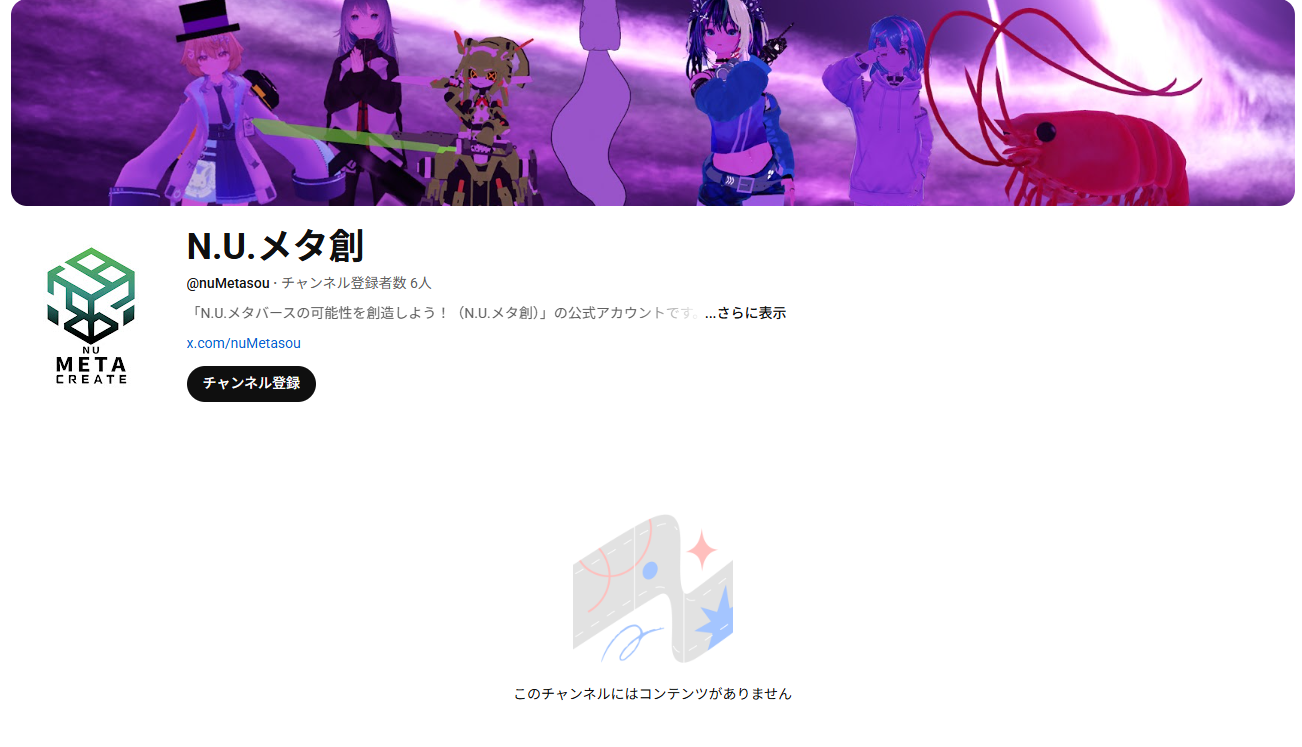 N.U.メタ創
@nuMetasou · チャンネル登録者数 6人
「N.U.メタバースの可能性を創造しよう！（N.U.メタ創）」の公式アカウントです。 ...さらに表示
x.com/nuMetasou
チャンネル登録
NU
META
CREATE
このチャンネルにはコンテンツがありません